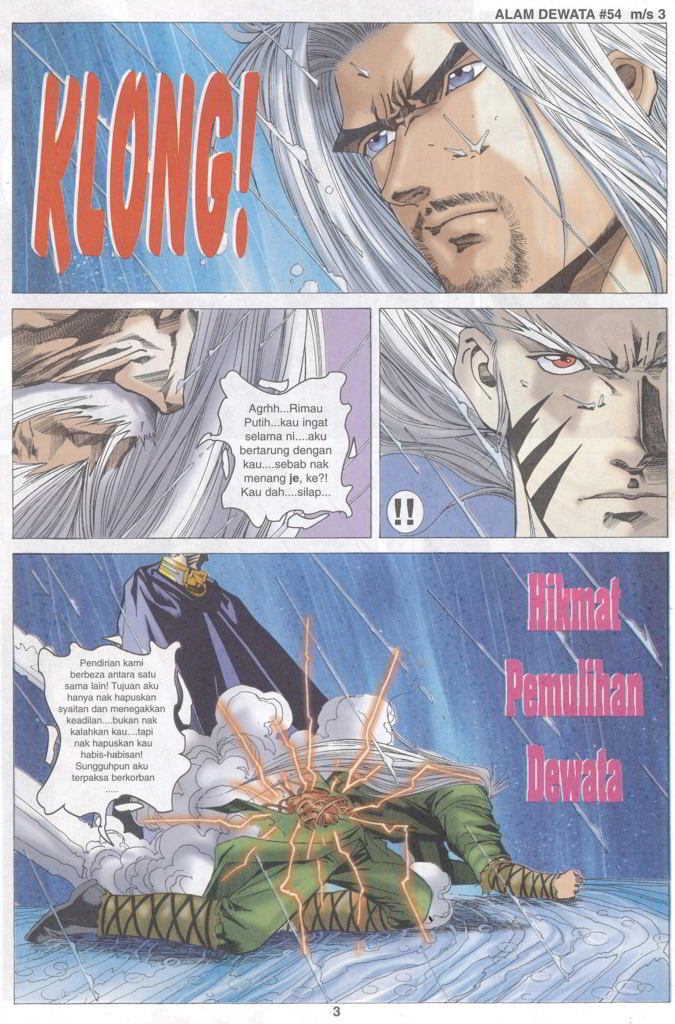 ALAM DEWATA #54 m/s 3
KLONG!
Agrhh...Rimau
Putih...kau ingat
selama ni....aku
bertarung dengan
kau....sebab nak
menang je, ke?!
Kau dah....silap...
!!
Pendirian kami
berbeza antara satu
sama lain! Tujuan aku
hanya nak hapuskan
syaitan dan menegakkan
keadilan....bukan nak
kalahkan kau....tapi
nak hapuskan kau
habis-habisan!
Sungguhpun aku
terpaksa berkorban
.....
Hikmat
Pemulihan
Dewata
3